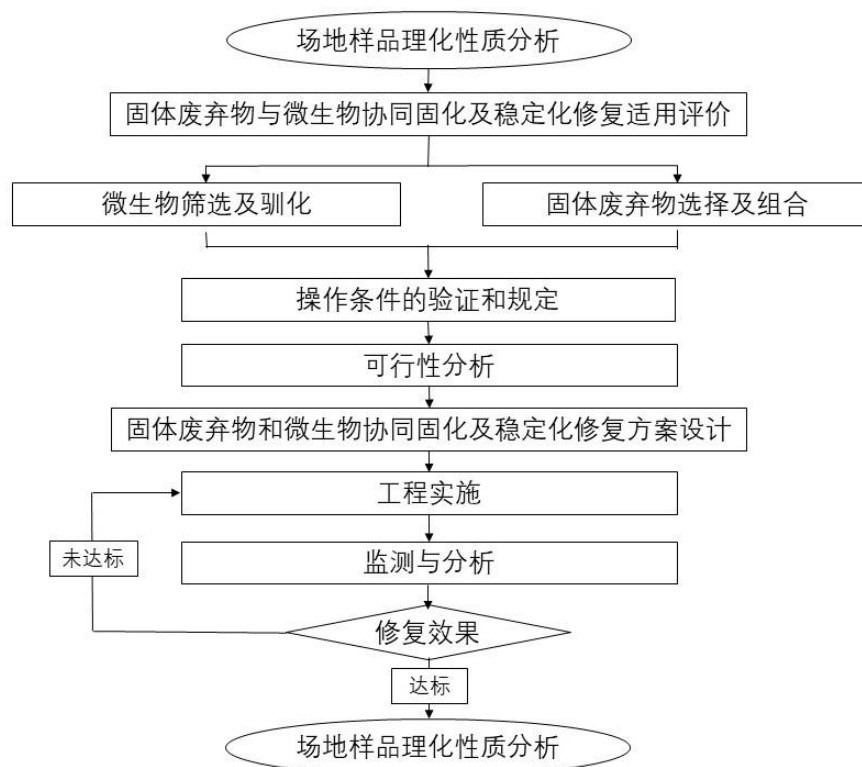 场地样品理化性质分析
固体废弃物与微生物协同固化及稳定化修复适用评价
微生物筛选及驯化
固体废弃物选择及组合
操作条件的验证和规定
可行性分析
固体废弃物和微生物协同固化及稳定化修复方案设计
工程实施
未达标
监测与分析
修复效果
达标
场地样品理化性质分析